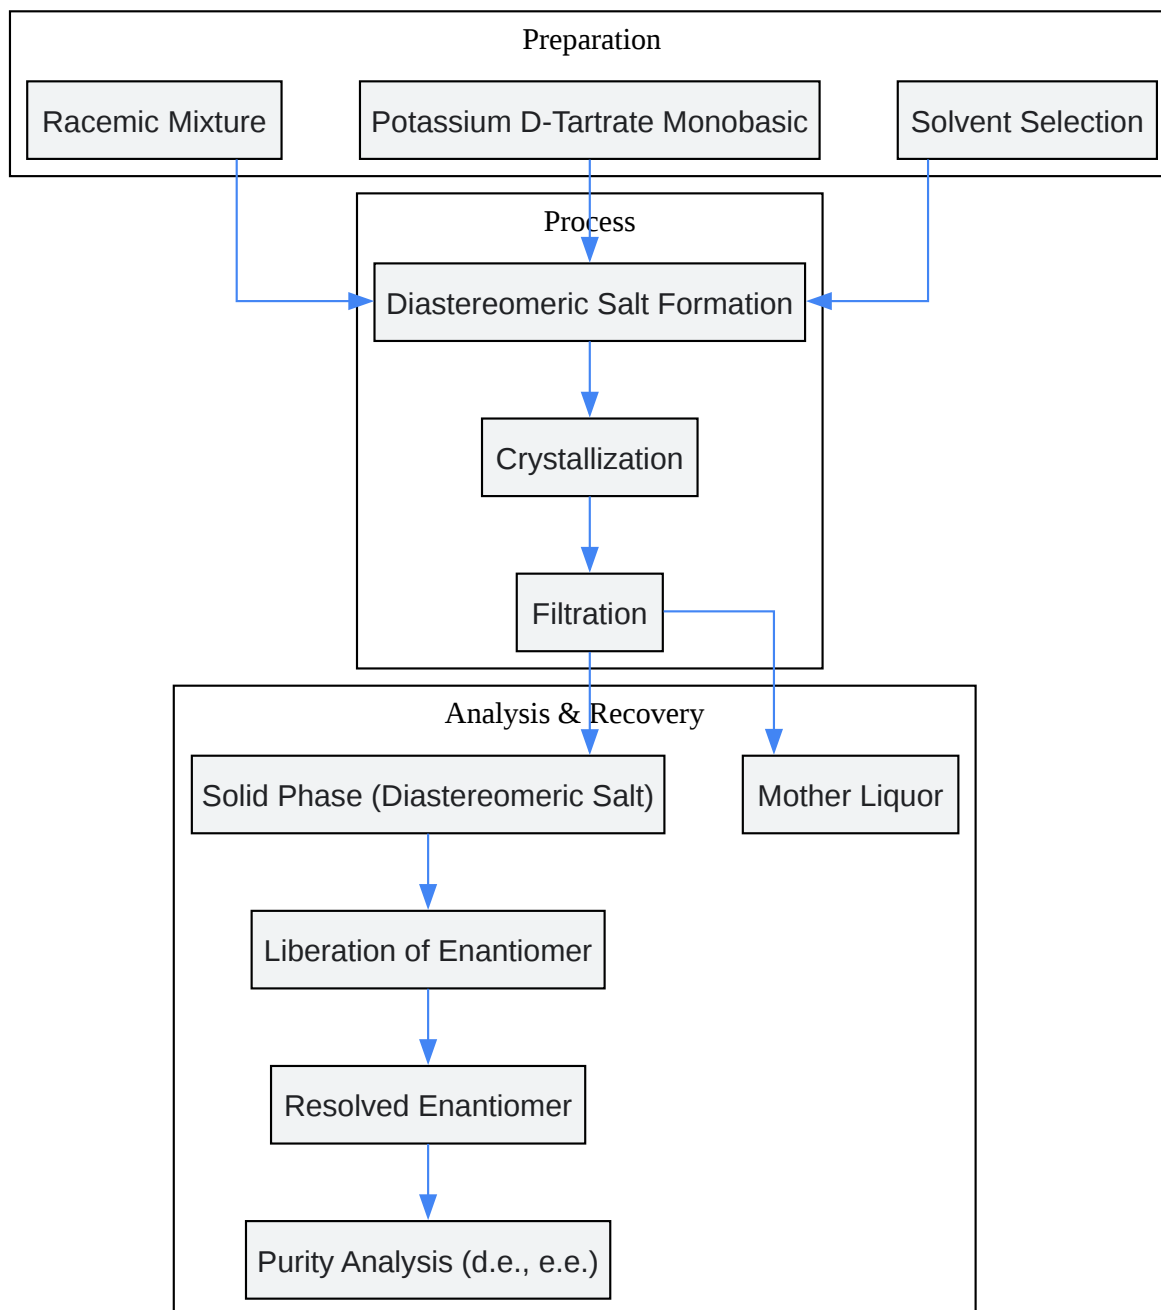 Preparation
Racemic Mixture
Potassium D-Tartrate Monobasic
Solvent Selection
Process
Diastereomeric Salt Formation
Crystallization
Filtration
Analysis & Recovery
Solid Phase (Diastereomeric Salt)
Mother Liquor
Liberation of Enantiomer
Resolved Enantiomer
Purity Analysis (d.e., e.e.)